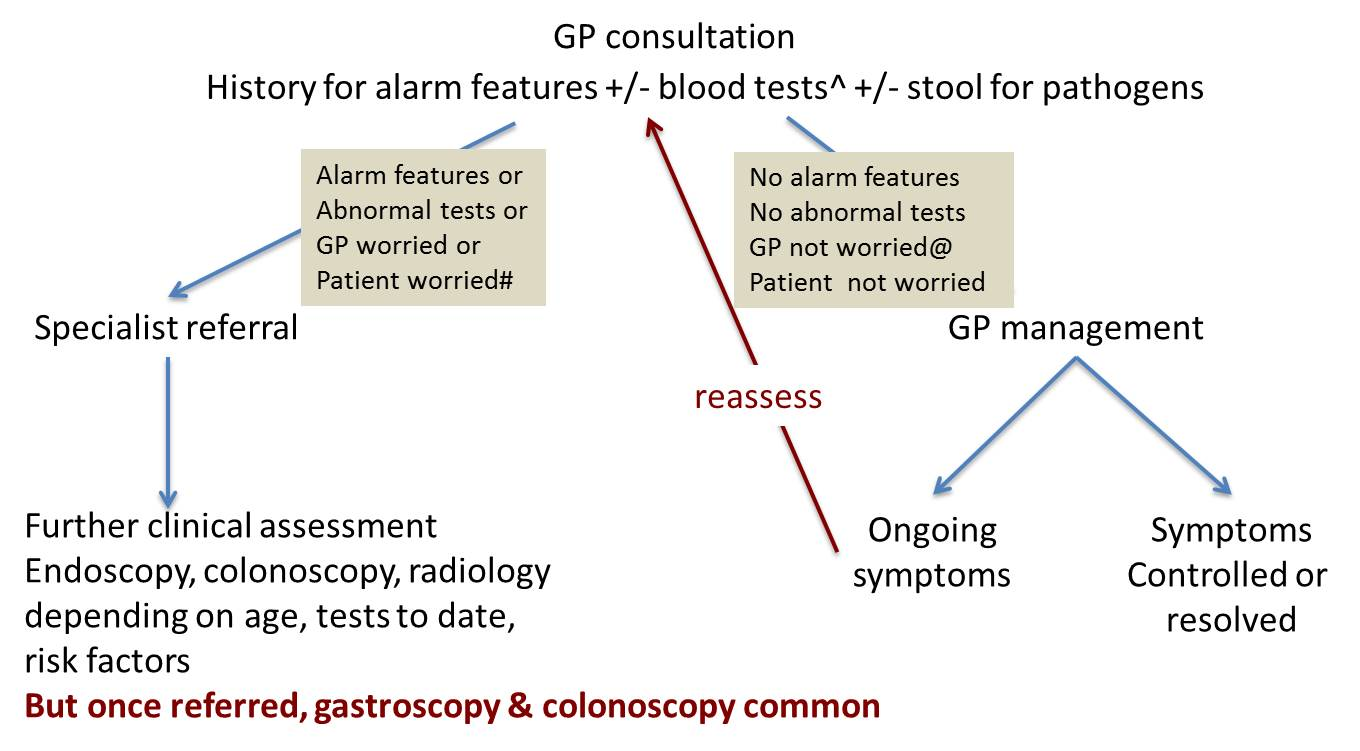 GP consultation
History for alarm features +/- blood tests^ +/- stool for pathogens
Alarm features or
Abnormal tests or
GP worried or
Patient worried#
No alarm features
No abnormal tests
GP not worried@
Patient  not worried
Specialist referral
GP management
reassess
Further clinical assessment
Endoscopy, colonoscopy, radiology
depending on age, tests to date,
risk factors
But once referred, gastroscopy & colonoscopy common
Ongoing
symptoms
Symptoms
Controlled or
resolved